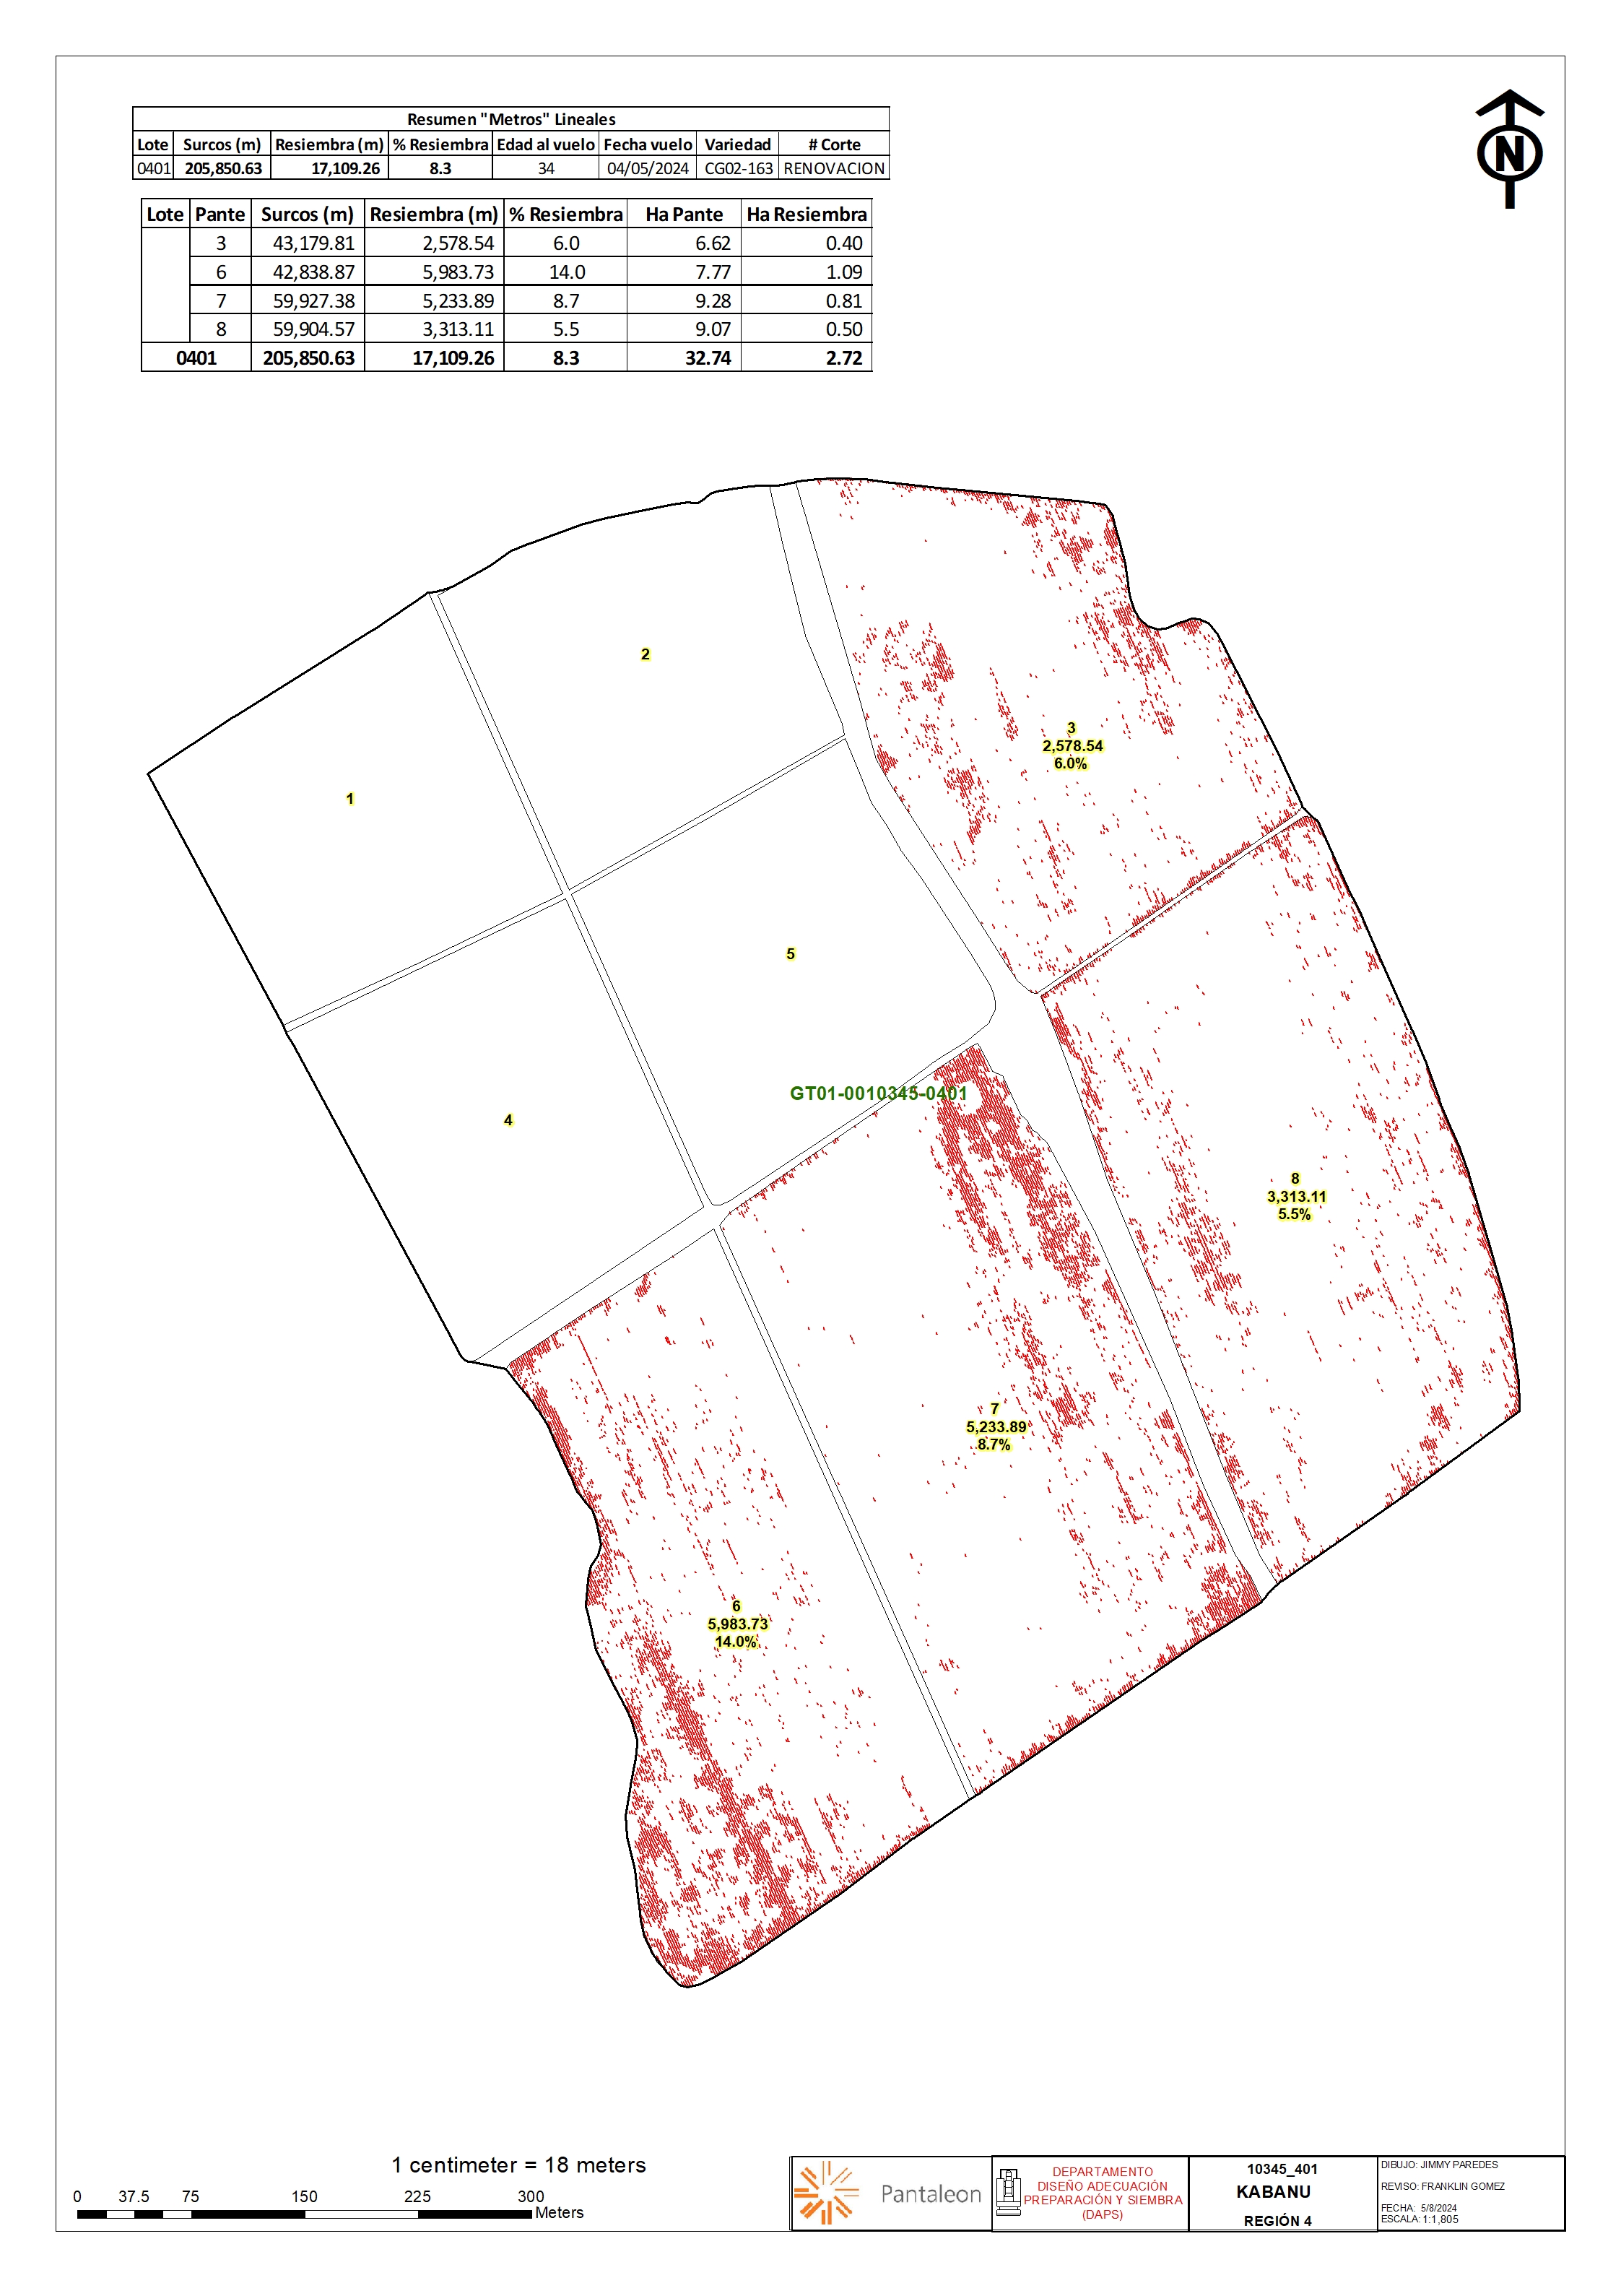 Resumen "Metros" Lineales
Lote Surcos (m) Resiembra (m) % Resiembra Edad al vuelo Fecha vuelo Variedad # Corte
0401 205,850.63 17,109.26 8.3 34 04/05/2024 CG02-163 RENOVACION
Lote Pante Surcos (m) Resiembra (m) % Resiembra Ha Pante Ha Resiembra
3 43,179.81 2,578.54 6.0 6.62 0.40
6 42,838.87 5,983.73 14.0 7.77 1.09
7 59,927.38 5,233.89 8.7 9.28 0.81
8 59,904.57 3,313.11 5.5 9.07 0.50
0401 205,850.63 17,109.26 8.3 32.74 2.72
N
2
3
2,578.54
6.0%
1
5
GT01-0010345-0401
4
8
3,313.11
5.5%
7
5,233.89
8.7%
6
5,983.73
14.0%
1 centimeter = 18 meters
0 37.5 75 150 225 300
Meters
Pantaleon
DEPARTAMENTO
DISEÑO ADECUACIÓN
PREPARACIÓN Y SIEMBRA
(DAPS)
10345_401
KABANU
REGIÓN 4
DIBUJO: JIMMY PAREDES
REVISO: FRANKLIN GOMEZ
FECHA: 5/8/2024
ESCALA: 1:1,805